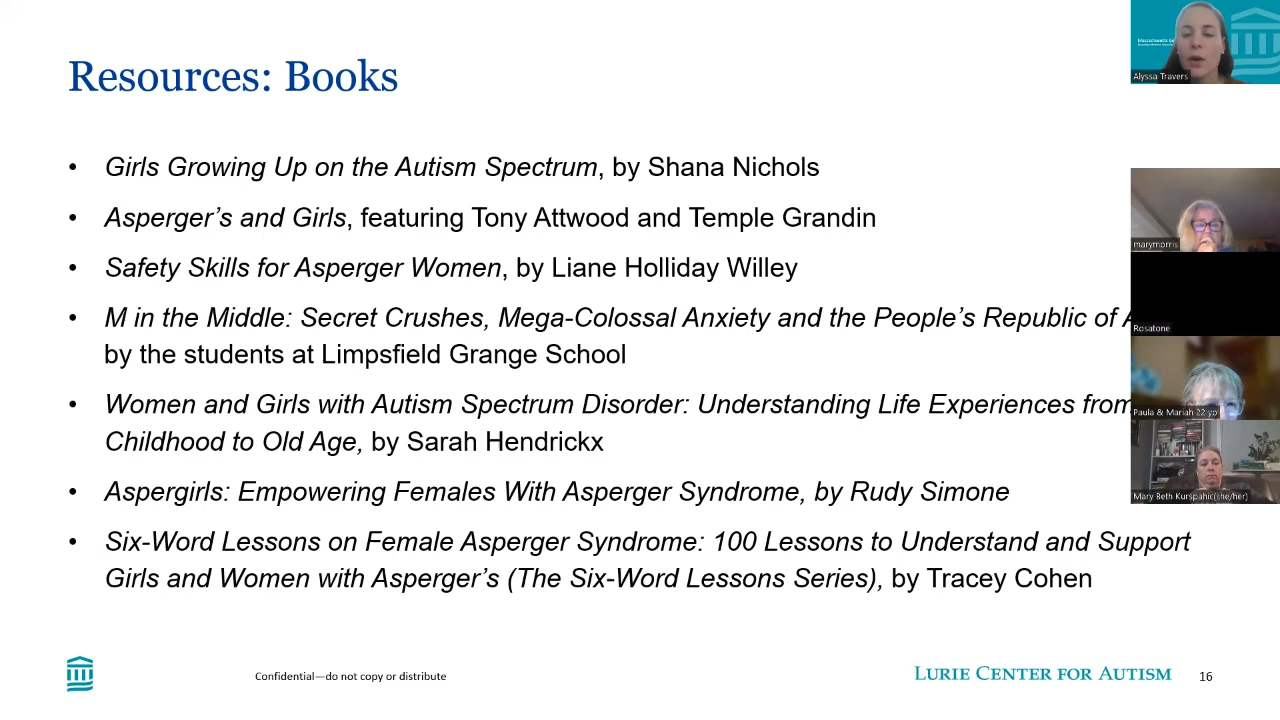 Resources: Books
• Girls Growing Up on the Autism Spectrum, by Shana Nichols
• Asperger’s and Girls, featuring Tony Attwood and Temple Grandin
• Safety Skills for Asperger Women, by Liane Holliday Willey
• M in the Middle: Secret Crushes, Mega-Colossal Anxiety and the People’s Republic of
by the students at Limpsfield Grange School
• Women and Girls with Autism Spectrum Disorder: Understanding Life Experiences from
Childhood to Old Age, by Sarah Hendrickx
• Aspergirls: Empowering Females With Asperger Syndrome, by Rudy Simone
• Six-Word Lessons on Female Asperger Syndrome: 100 Lessons to Understand and Support
Girls and Women with Asperger’s (The Six-Word Lessons Series), by Tracey Cohen
Confidential—do not copy or distribute
LURIE CENTER FOR AUTISM
16
Alyssa Travers
marymorris
Rosatone
Paula & Mariah 22 yo
Mary Beth Kurspahic(she/her)